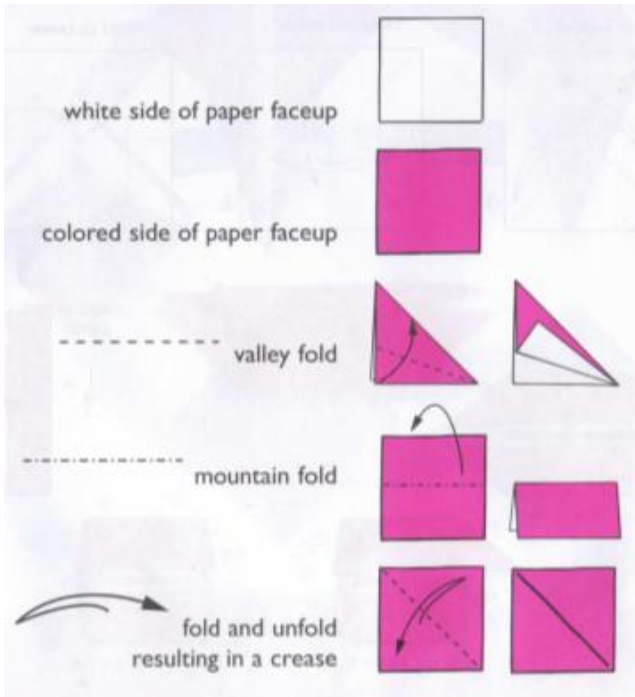 white side of paper faceup
colored side of paper faceup
valley fold
mountain fold
fold and unfold
resulting in a crease